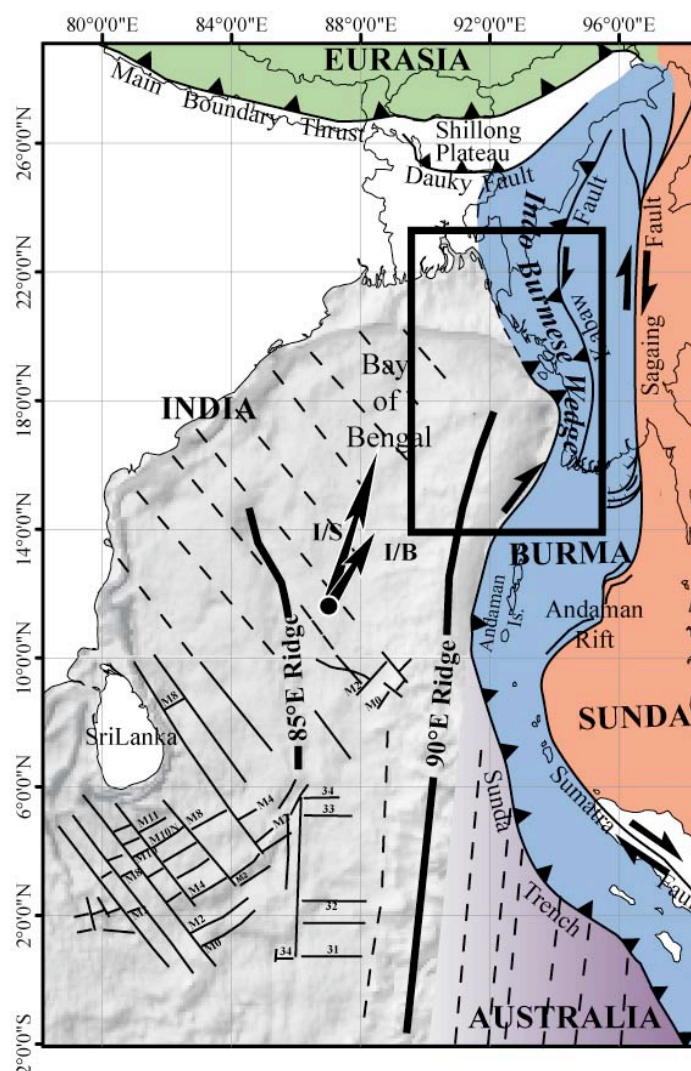 80°0'0"E 84°0'0"E 88°0'0"E 92°0'0"E 96°0'0"E
EURASIA
Main Boundary Thrust
Shillong
Plateau
26°0'0"N
Dauky Fault
Indo Burmese Wedge
Fault
Kabaw
22°0'0"N
Sagaing Fault
Bay
of
Bengal
INDIA
18°0'0"N
I/S
I/B
14°0'0"N
BURMA
Andaman
Is.
Andaman
Rift
10°0'0"N
85°E Ridge
90°E Ridge
M2
M0
M8
SriLanka
SUNDA
6°0'0"N
Sunda
Trench
Sumatra
Fau
34
33
M4
M2
M11
M10N
M8
M10
M8
M4
M2
32
M4
M2
M0
2°0'0"N
34
31
AUSTRALIA
2°0'0"S